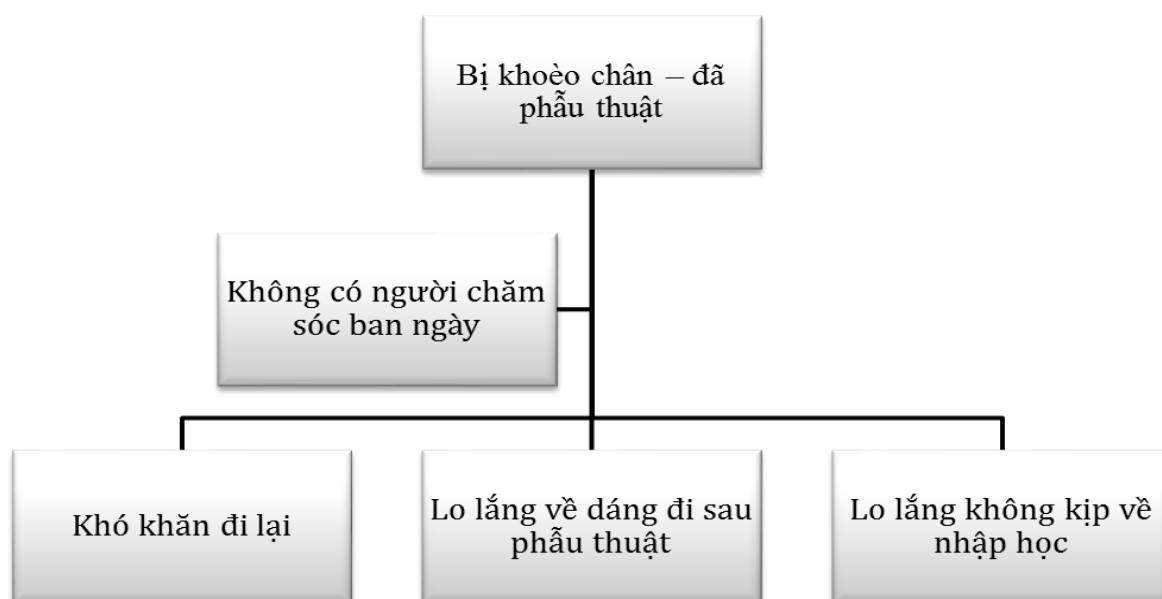 Bị khoèo chân – đã
phẫu thuật
Không có người chăm
sóc ban ngày
Khó khăn đi lại
Lo lắng về dáng đi sau
phẫu thuật
Lo lắng không kịp về
nhập học